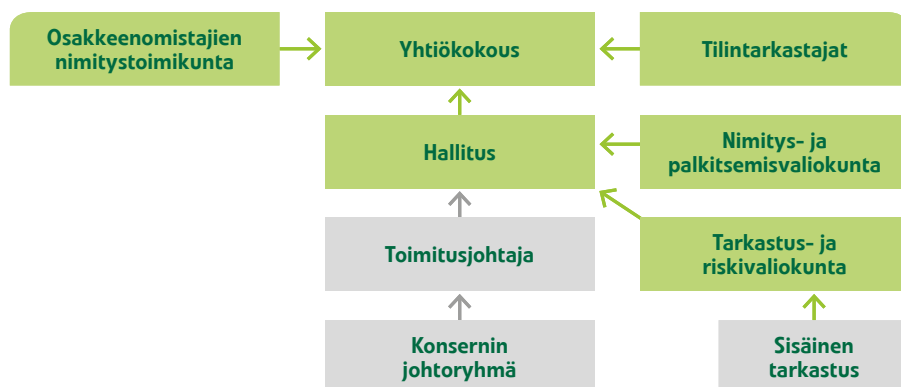 Osakkeenomistajien
nimitystoimikunta
Yhtiökokous
Tilintarkastajat
Hallitus
Nimitys- ja
palkitsemisvaliokunta
Toimitusjohtaja
Tarkastus- ja
riskivaliokunta
Konsernin
johtoryhmä
Sisäinen
tarkastus